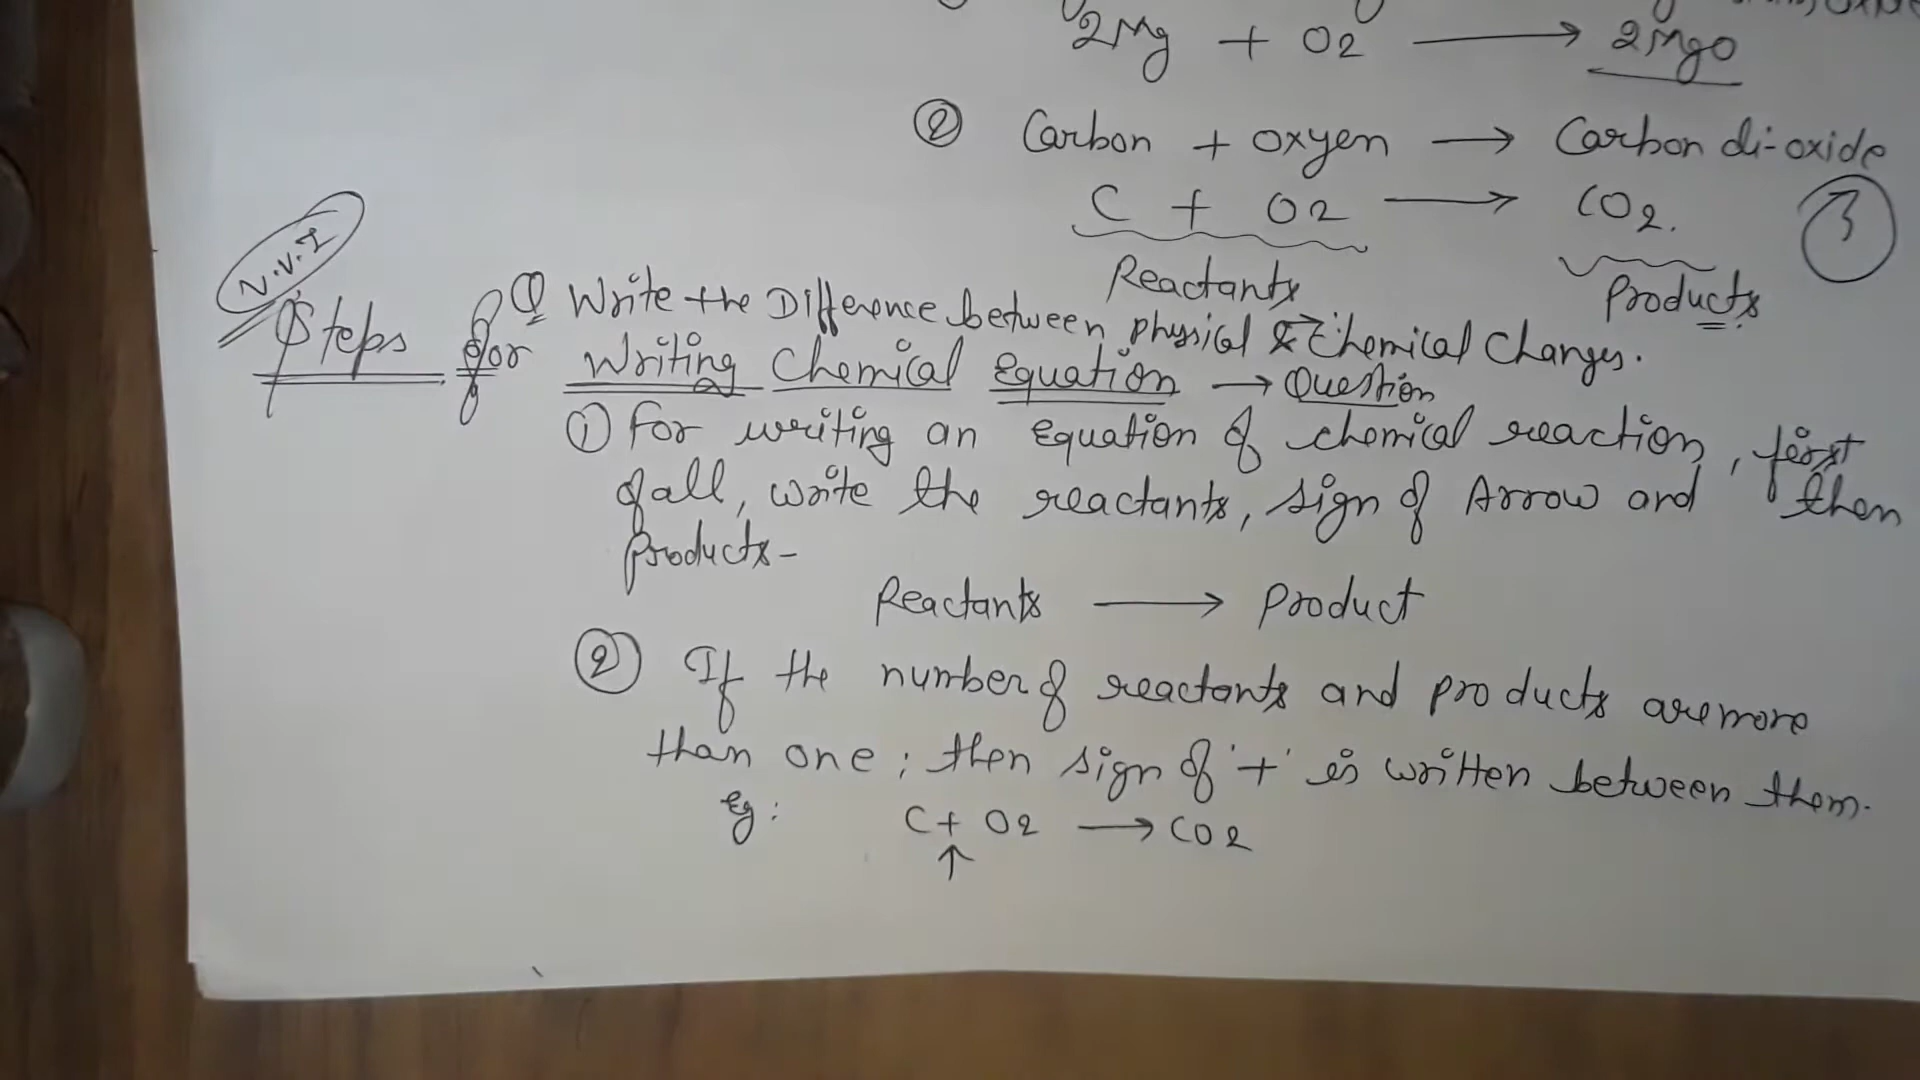 2Mg + O2 → 2MgO
② Carbon + oxyen → Carbon di-oxide
C + O2 → CO2.
Reactants
Products
3
N.V.I
Q Write the Difference between physical & Chemical Changes.
Steps for Writing Chemical Equation → Question
① For writing an Equation of chemical reaction, first
of all, write the reactants, sign of Arrow and then
products-
Reactants → product
② If the number of reactants and products are more
than one; then sign of '+' is written between them.
Eg: C + O2 → CO2
↑